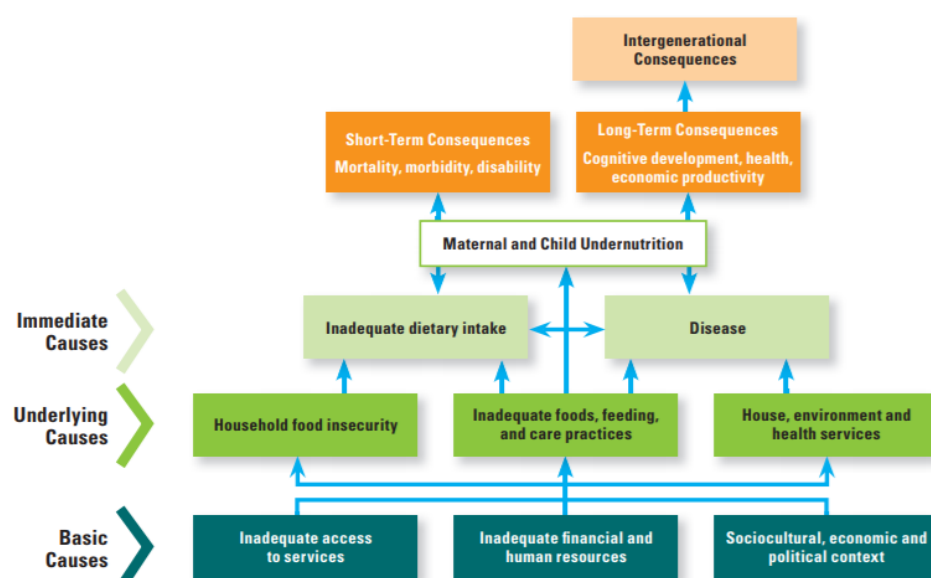 Intergenerational
Consequences
Short-Term Consequences
Mortality, morbidity, disability
Long-Term Consequences
Cognitive development, health,
economic productivity
Maternal and Child Undernutrition
Immediate
Causes
Inadequate dietary intake
Disease
Underlying
Causes
Household food insecurity
Inadequate foods, feeding,
and care practices
House, environment and
health services
Basic
Causes
Inadequate access
to services
Inadequate financial and
human resources
Sociocultural, economic and
political context